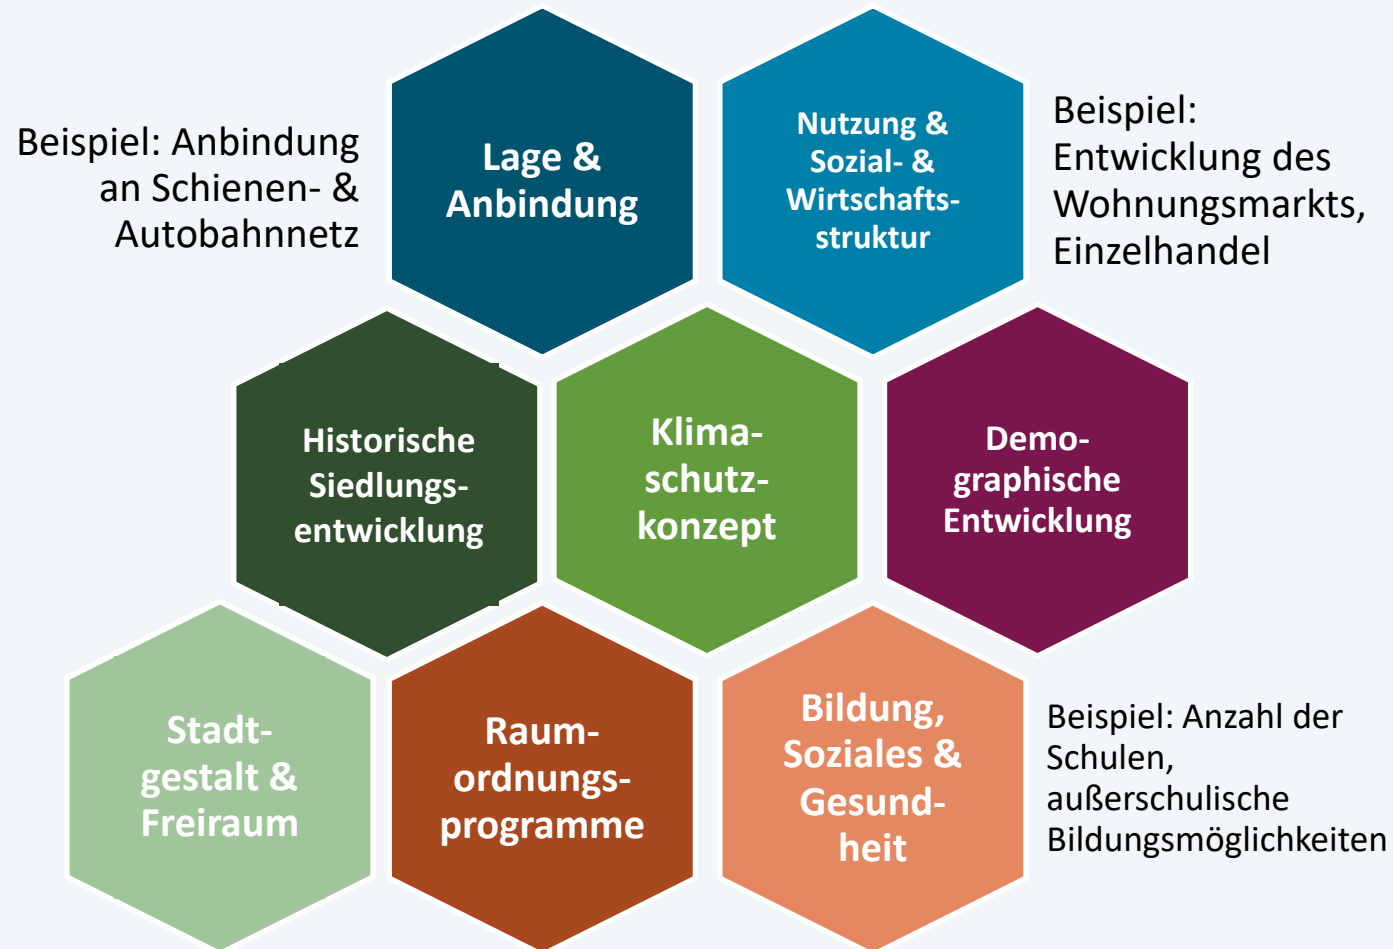 Beispiel: Anbindung
an Schienen- &
Autobahnnetz
Lage &
Anbindung
Nutzung &
Sozial- &
Wirtschafts-
struktur
Beispiel:
Entwicklung des
Wohnungsmarkts,
Einzelhandel
Historische
Siedlungs-
entwicklung
Klima-
schutz-
konzept
Demo-
graphische
Entwicklung
Stadt-
gestalt &
Freiraum
Raum-
ordnungs-
programme
Bildung,
Soziales &
Gesund-
heit
Beispiel: Anzahl der
Schulen,
außerschulische
Bildungsmöglichkeiten